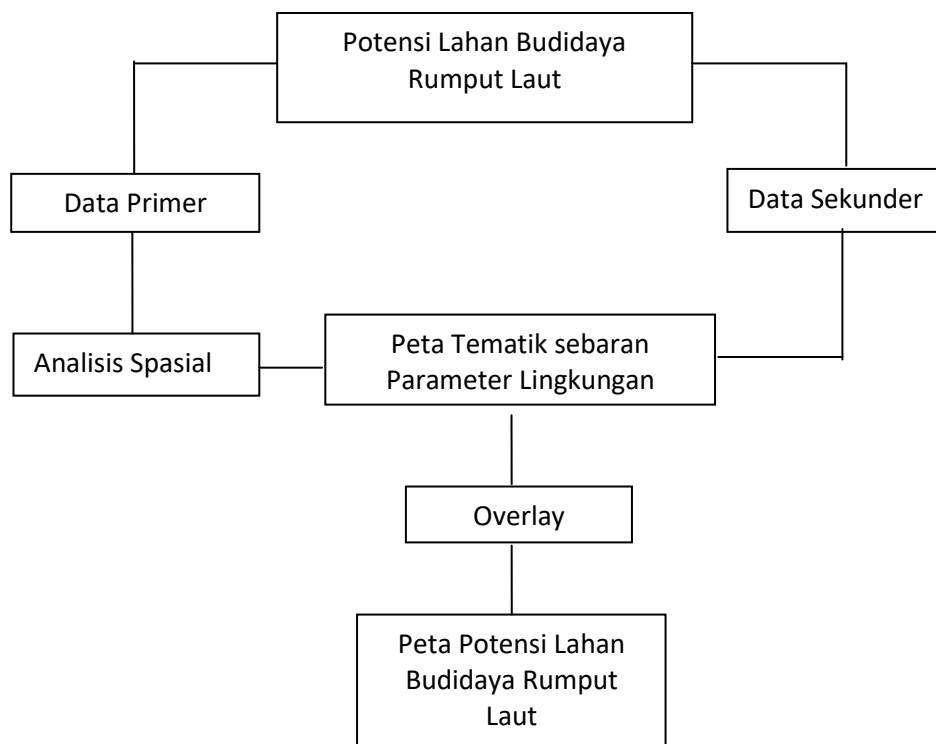 Potensi Lahan Budidaya
Rumput Laut
Data Primer
Data Sekunder
Analisis Spasial
Peta Tematik sebaran
Parameter Lingkungan
Overlay
Peta Potensi Lahan
Budidaya Rumput
Laut